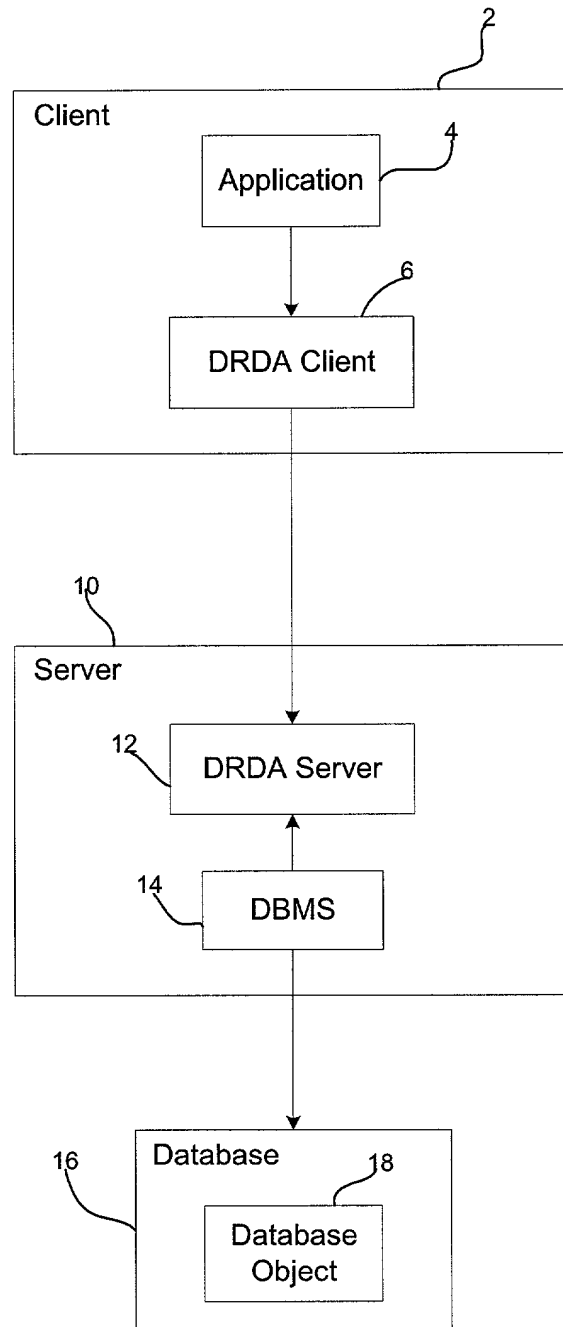 2
Client
4
Application
6
DRDA Client
10
Server
12
DRDA Server
14
DBMS
Database
16
18
Database
Object